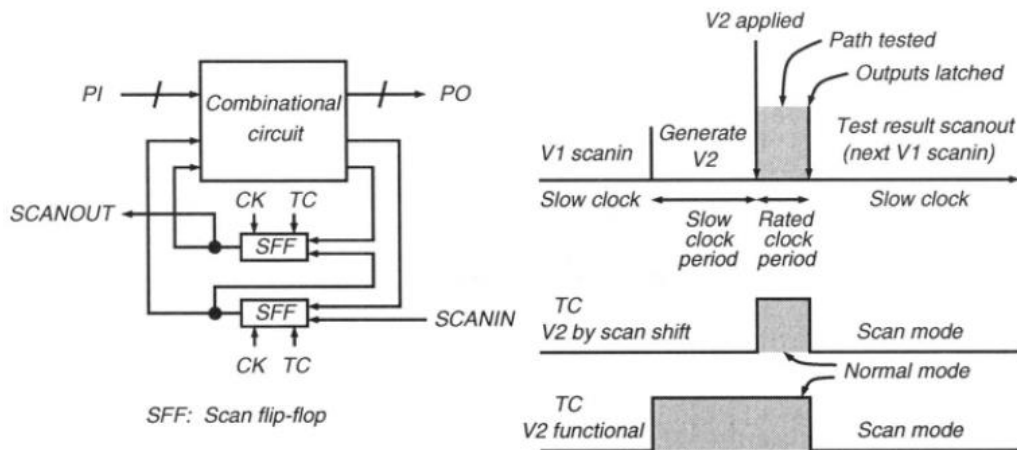 PI
Combinational
circuit
PO
SCANOUT
CK
TC
SFF
SFF
SCANIN
CK
TC
SFF: Scan flip-flop
V2 applied
Path tested
Outputs latched
V1 scanin
Generate
V2
Test result scanout
(next V1 scanin)
Slow clock
Slow
clock
period
Rated
clock
period
Slow clock
TC
V2 by scan shift
Scan mode
Normal mode
TC
V2 functional
Scan mode